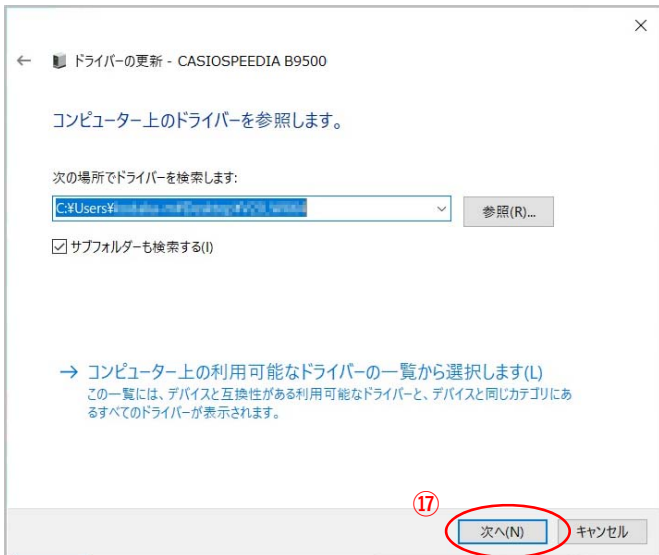 ドライバーの更新 - CASIOSPEEDIA B9500
コンピューター上のドライバーを参照します。
次の場所でドライバーを検索します:
C:¥Users¥
参照(R)...
サブフォルダーも検索する(I)
コンピューター上の利用可能なドライバーの一覧から選択します(L)
この一覧には、デバイスと互換性がある利用可能なドライバーと、デバイスと同じカテゴリにあ
るすべてのドライバーが表示されます。
⑰
次へ(N)
キャンセル